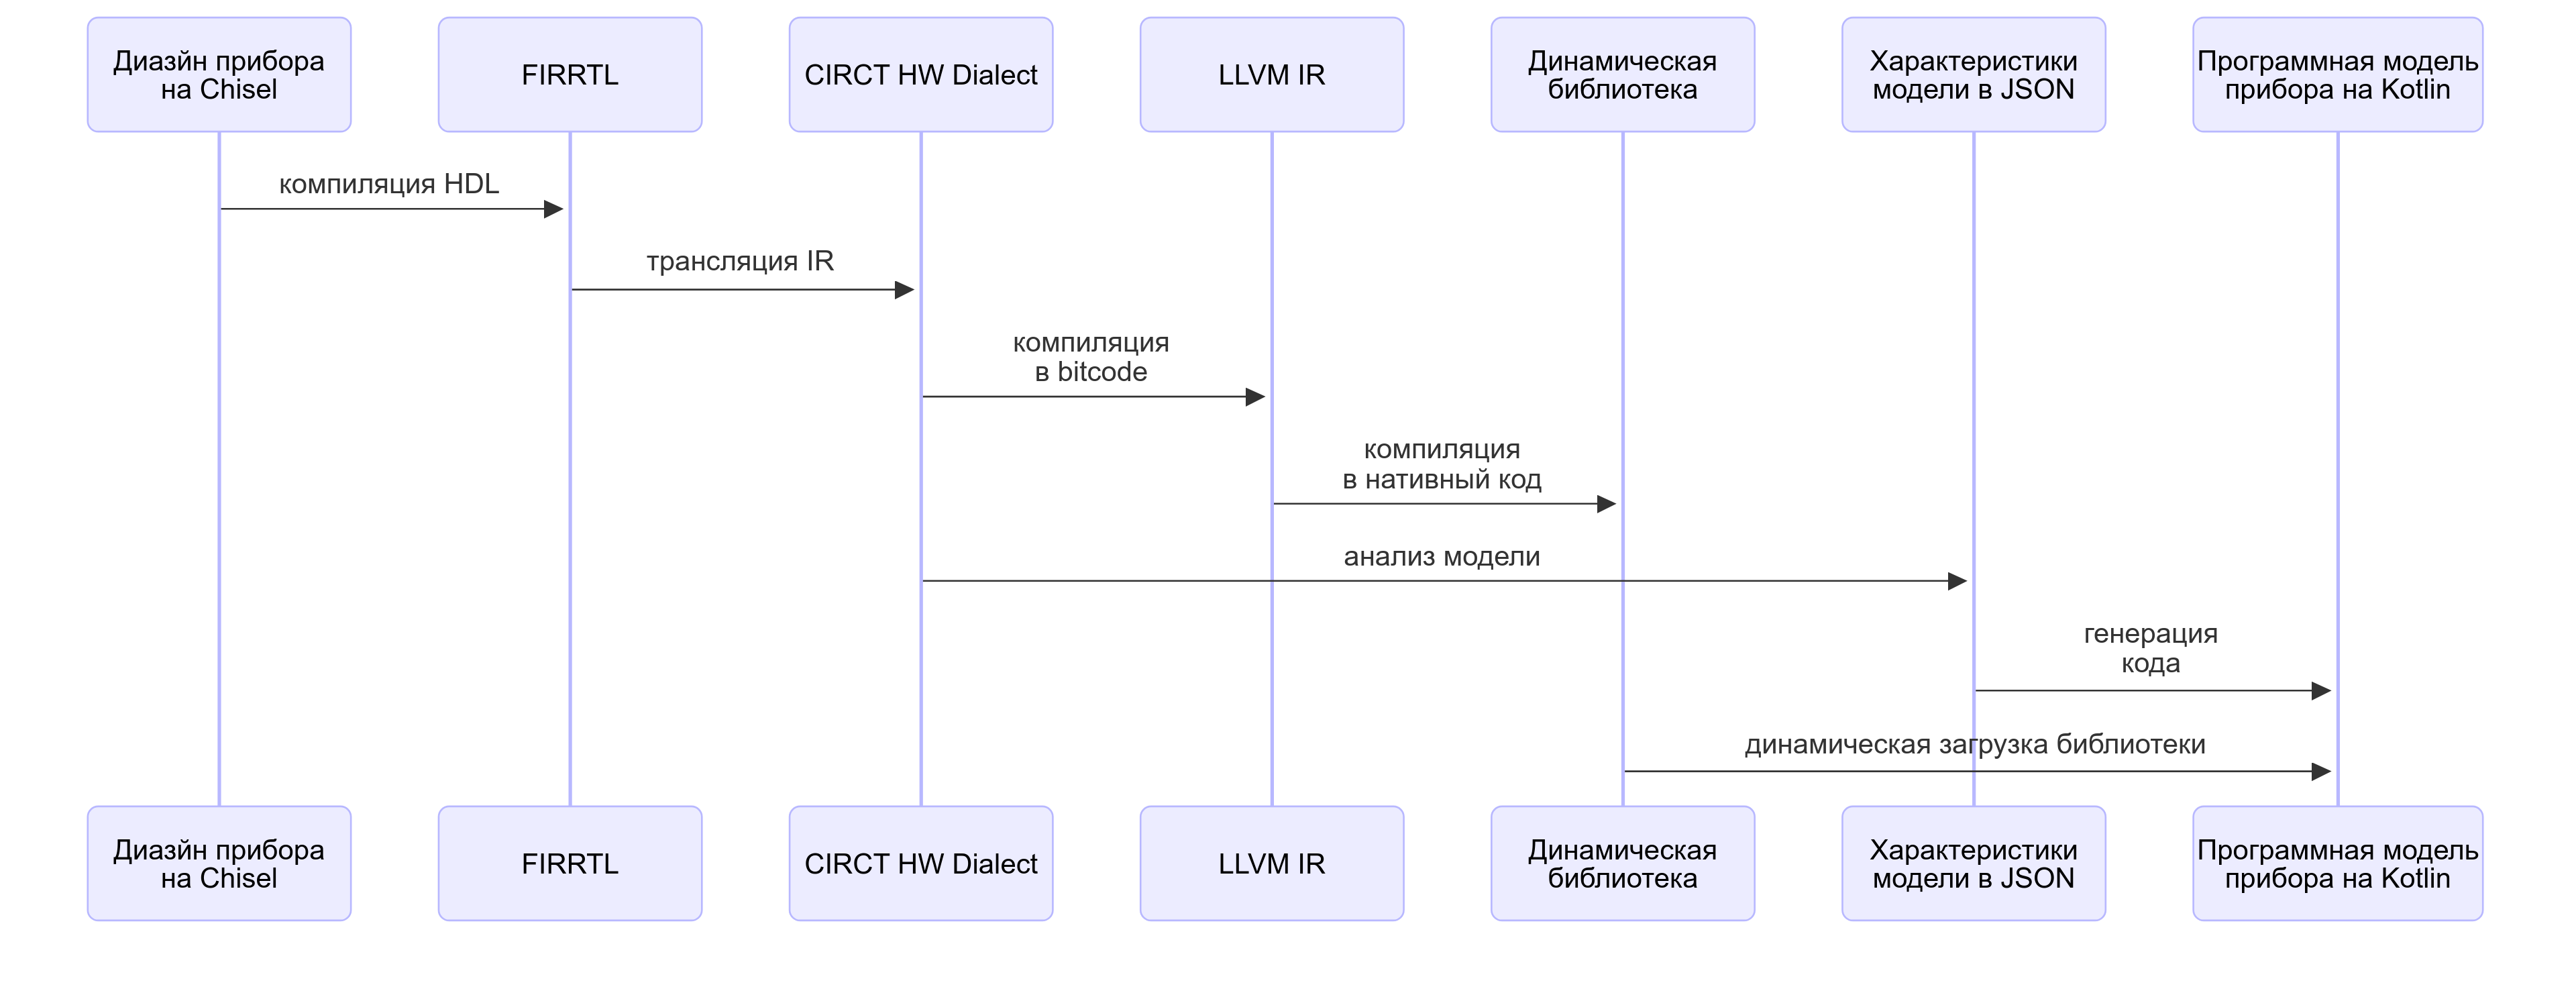 Диазйн прибора
на Chisel
FIRRTL
CIRCT HW Dialect
LLVM IR
Динамическая
библиотека
Характеристики
модели в JSON
Программная модель
прибора на Kotlin
компиляция HDL
трансляция IR
компиляция
в bitcode
компиляция
в нативный код
анализ модели
генерация
кода
динамическая загрузка библиотеки
Диазйн прибора
на Chisel
FIRRTL
CIRCT HW Dialect
LLVM IR
Динамическая
библиотека
Характеристики
модели в JSON
Программная модель
прибора на Kotlin